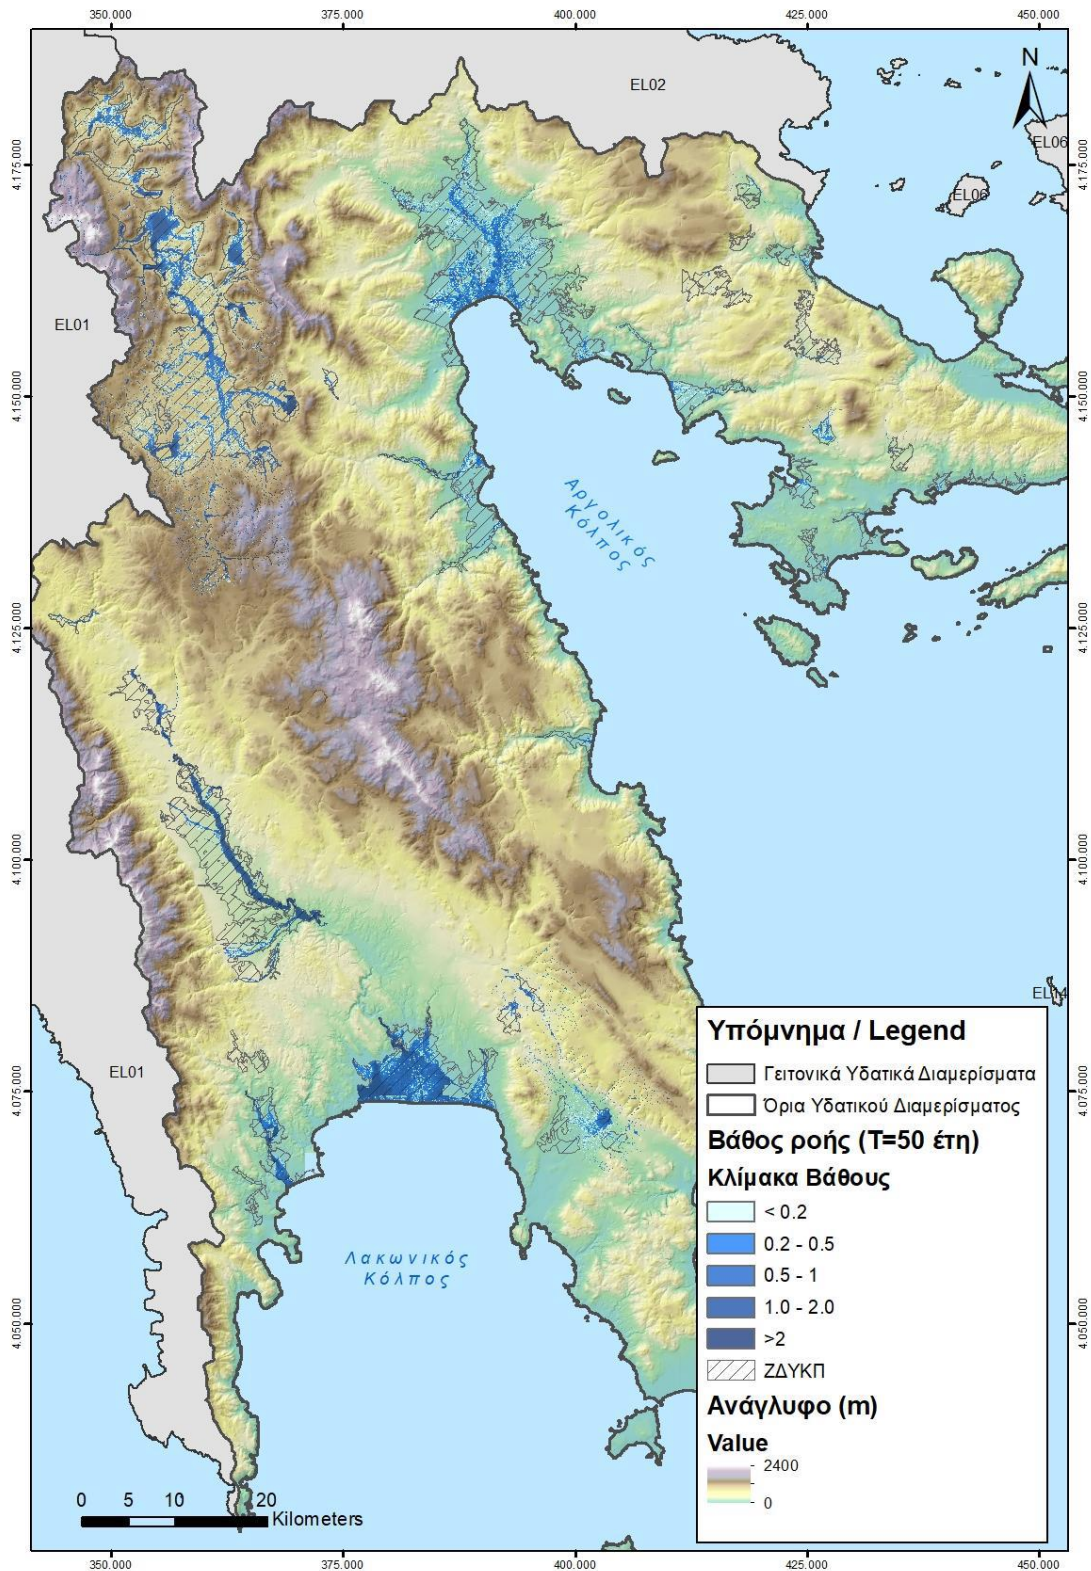 350.000 375.000 400.000 425.000 450.000
EL02
N
EL06
4.175.000 4.175.000
EL06
EL01
4.150.000 4.150.000
Αργολικός
Κόλπος
4.125.000 4.125.000
4.100.000 4.100.000
EL14
EL01
4.075.000 4.075.000
Λακωνικός
Κόλπος
4.050.000 4.050.000
Υπόμνημα / Legend
Γειτονικά Υδατικά Διαμερίσματα
Όρια Υδατικού Διαμερίσματος
Βάθος ροής (T=50 έτη)
Κλίμακα Βάθους
< 0.2
0.2 - 0.5
0.5 - 1
1.0 - 2.0
>2
ΖΔΥΚΠ
Ανάγλυφο (m)
Value
2400
0
0 5 10 20
Kilometers
350.000 375.000 400.000 425.000 450.000